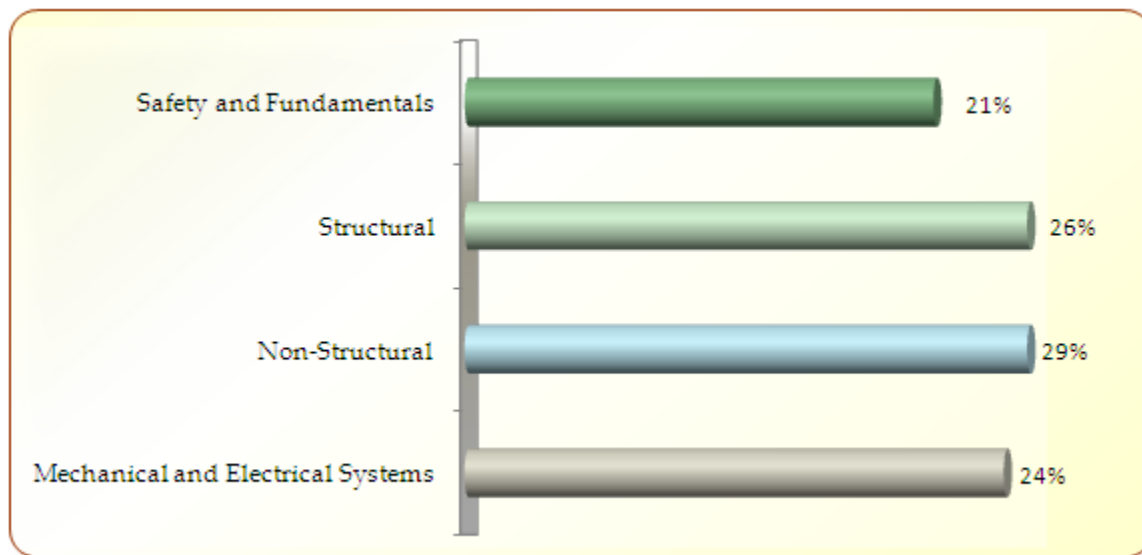 Safety and Fundamentals 21%
Structural 26%
Non-Structural 29%
Mechanical and Electrical Systems 24%